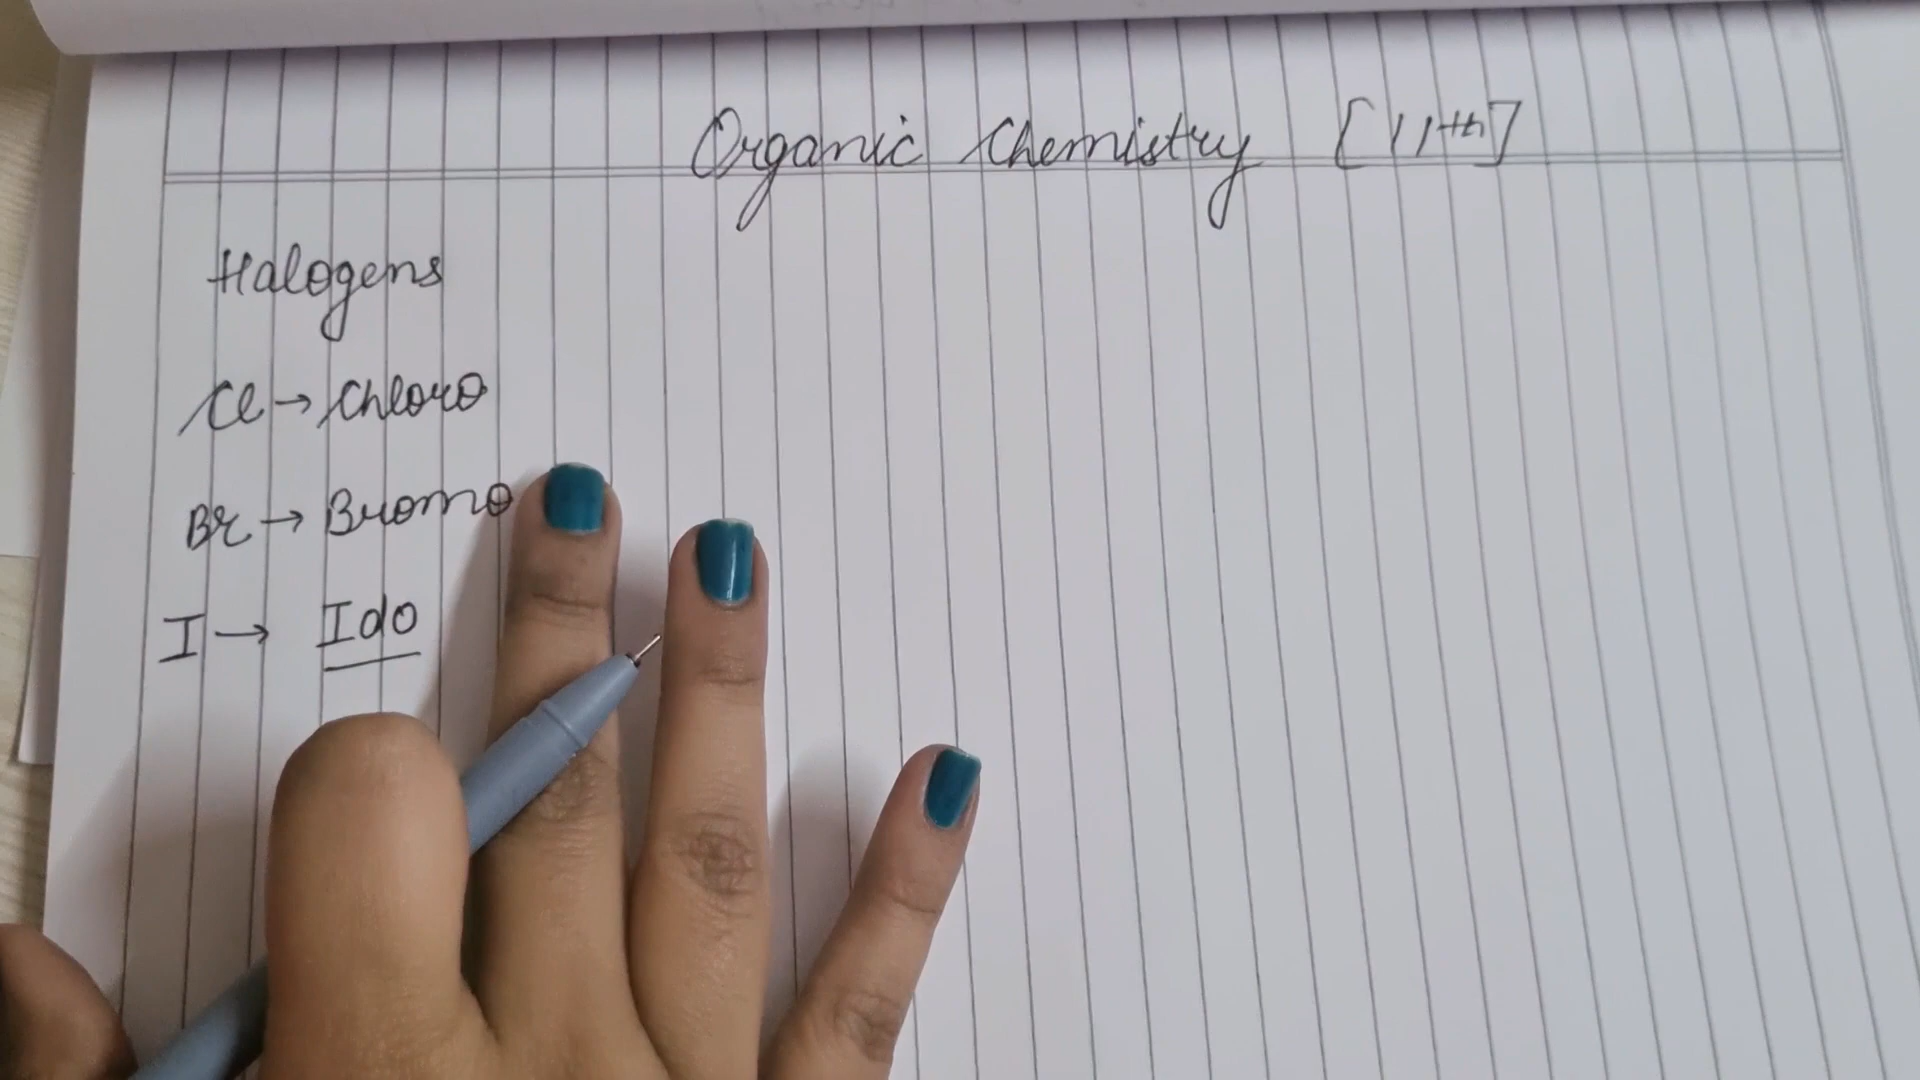 Organic Chemistry [11th]
Halogens
Cl → Chloro
Br → Bromo
I → Ido